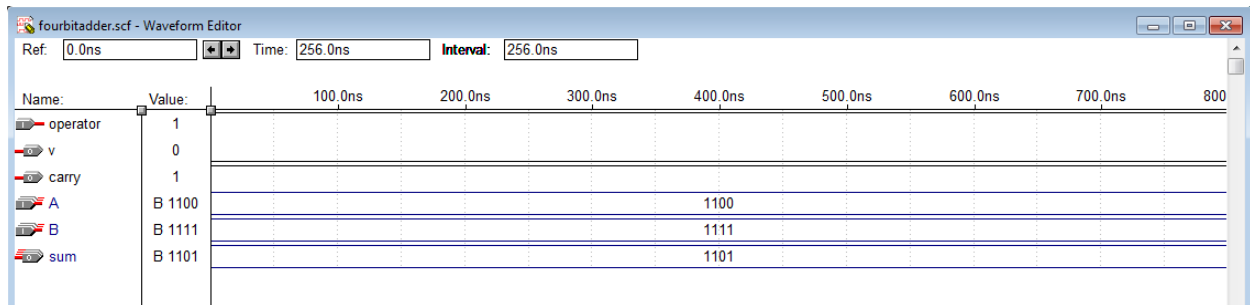 fourbitadder.scf - Waveform Editor
Ref: 0.0ns Time: 256.0ns Interval: 256.0ns
Name: Value: 100.0ns 200.0ns 300.0ns 400.0ns 500.0ns 600.0ns 700.0ns 800
operator 1
v 0
carry 1
A B 1100 1100
B B 1111 1111
sum B 1101 1101